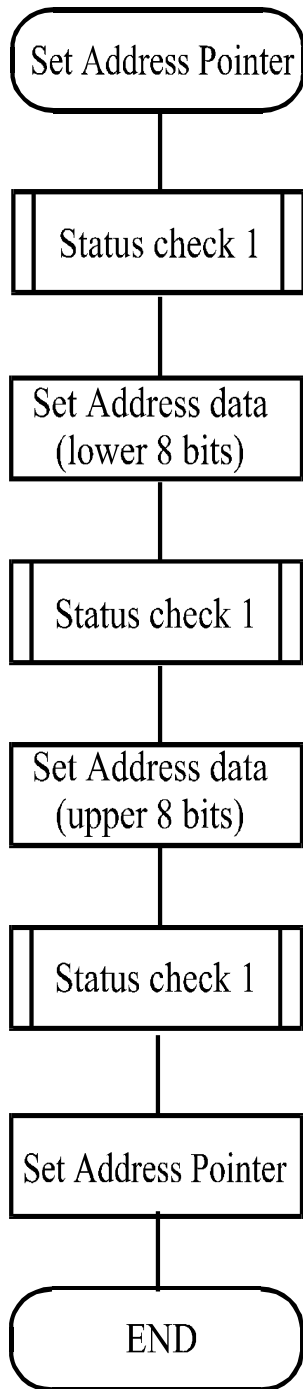 Set Address Pointer
Status check 1
Set Address data
(lower 8 bits)
Status check 1
Set Address data
(upper 8 bits)
Status check 1
Set Address Pointer
END